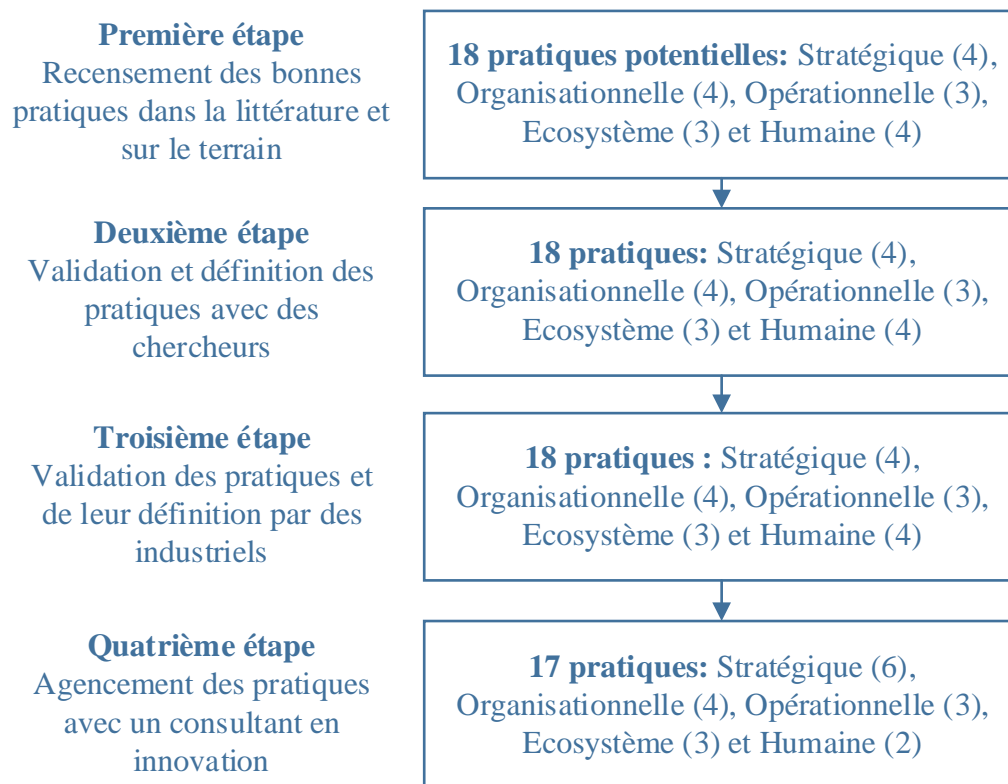 Première étape
Recensement des bonnes
pratiques dans la littérature et
sur le terrain
18 pratiques potentielles: Stratégique (4),
Organisationnelle (4), Opérationnelle (3),
Ecosystème (3) et Humaine (4)
Deuxième étape
Validation et définition des
pratiques avec des
chercheurs
18 pratiques: Stratégique (4),
Organisationnelle (4), Opérationnelle (3),
Ecosystème (3) et Humaine (4)
Troisième étape
Validation des pratiques et
de leur définition par des
industriels
18 pratiques : Stratégique (4),
Organisationnelle (4), Opérationnelle (3),
Ecosystème (3) et Humaine (4)
Quatrième étape
Agencement des pratiques
avec un consultant en
innovation
17 pratiques: Stratégique (6),
Organisationnelle (4), Opérationnelle (3),
Ecosystème (3) et Humaine (2)